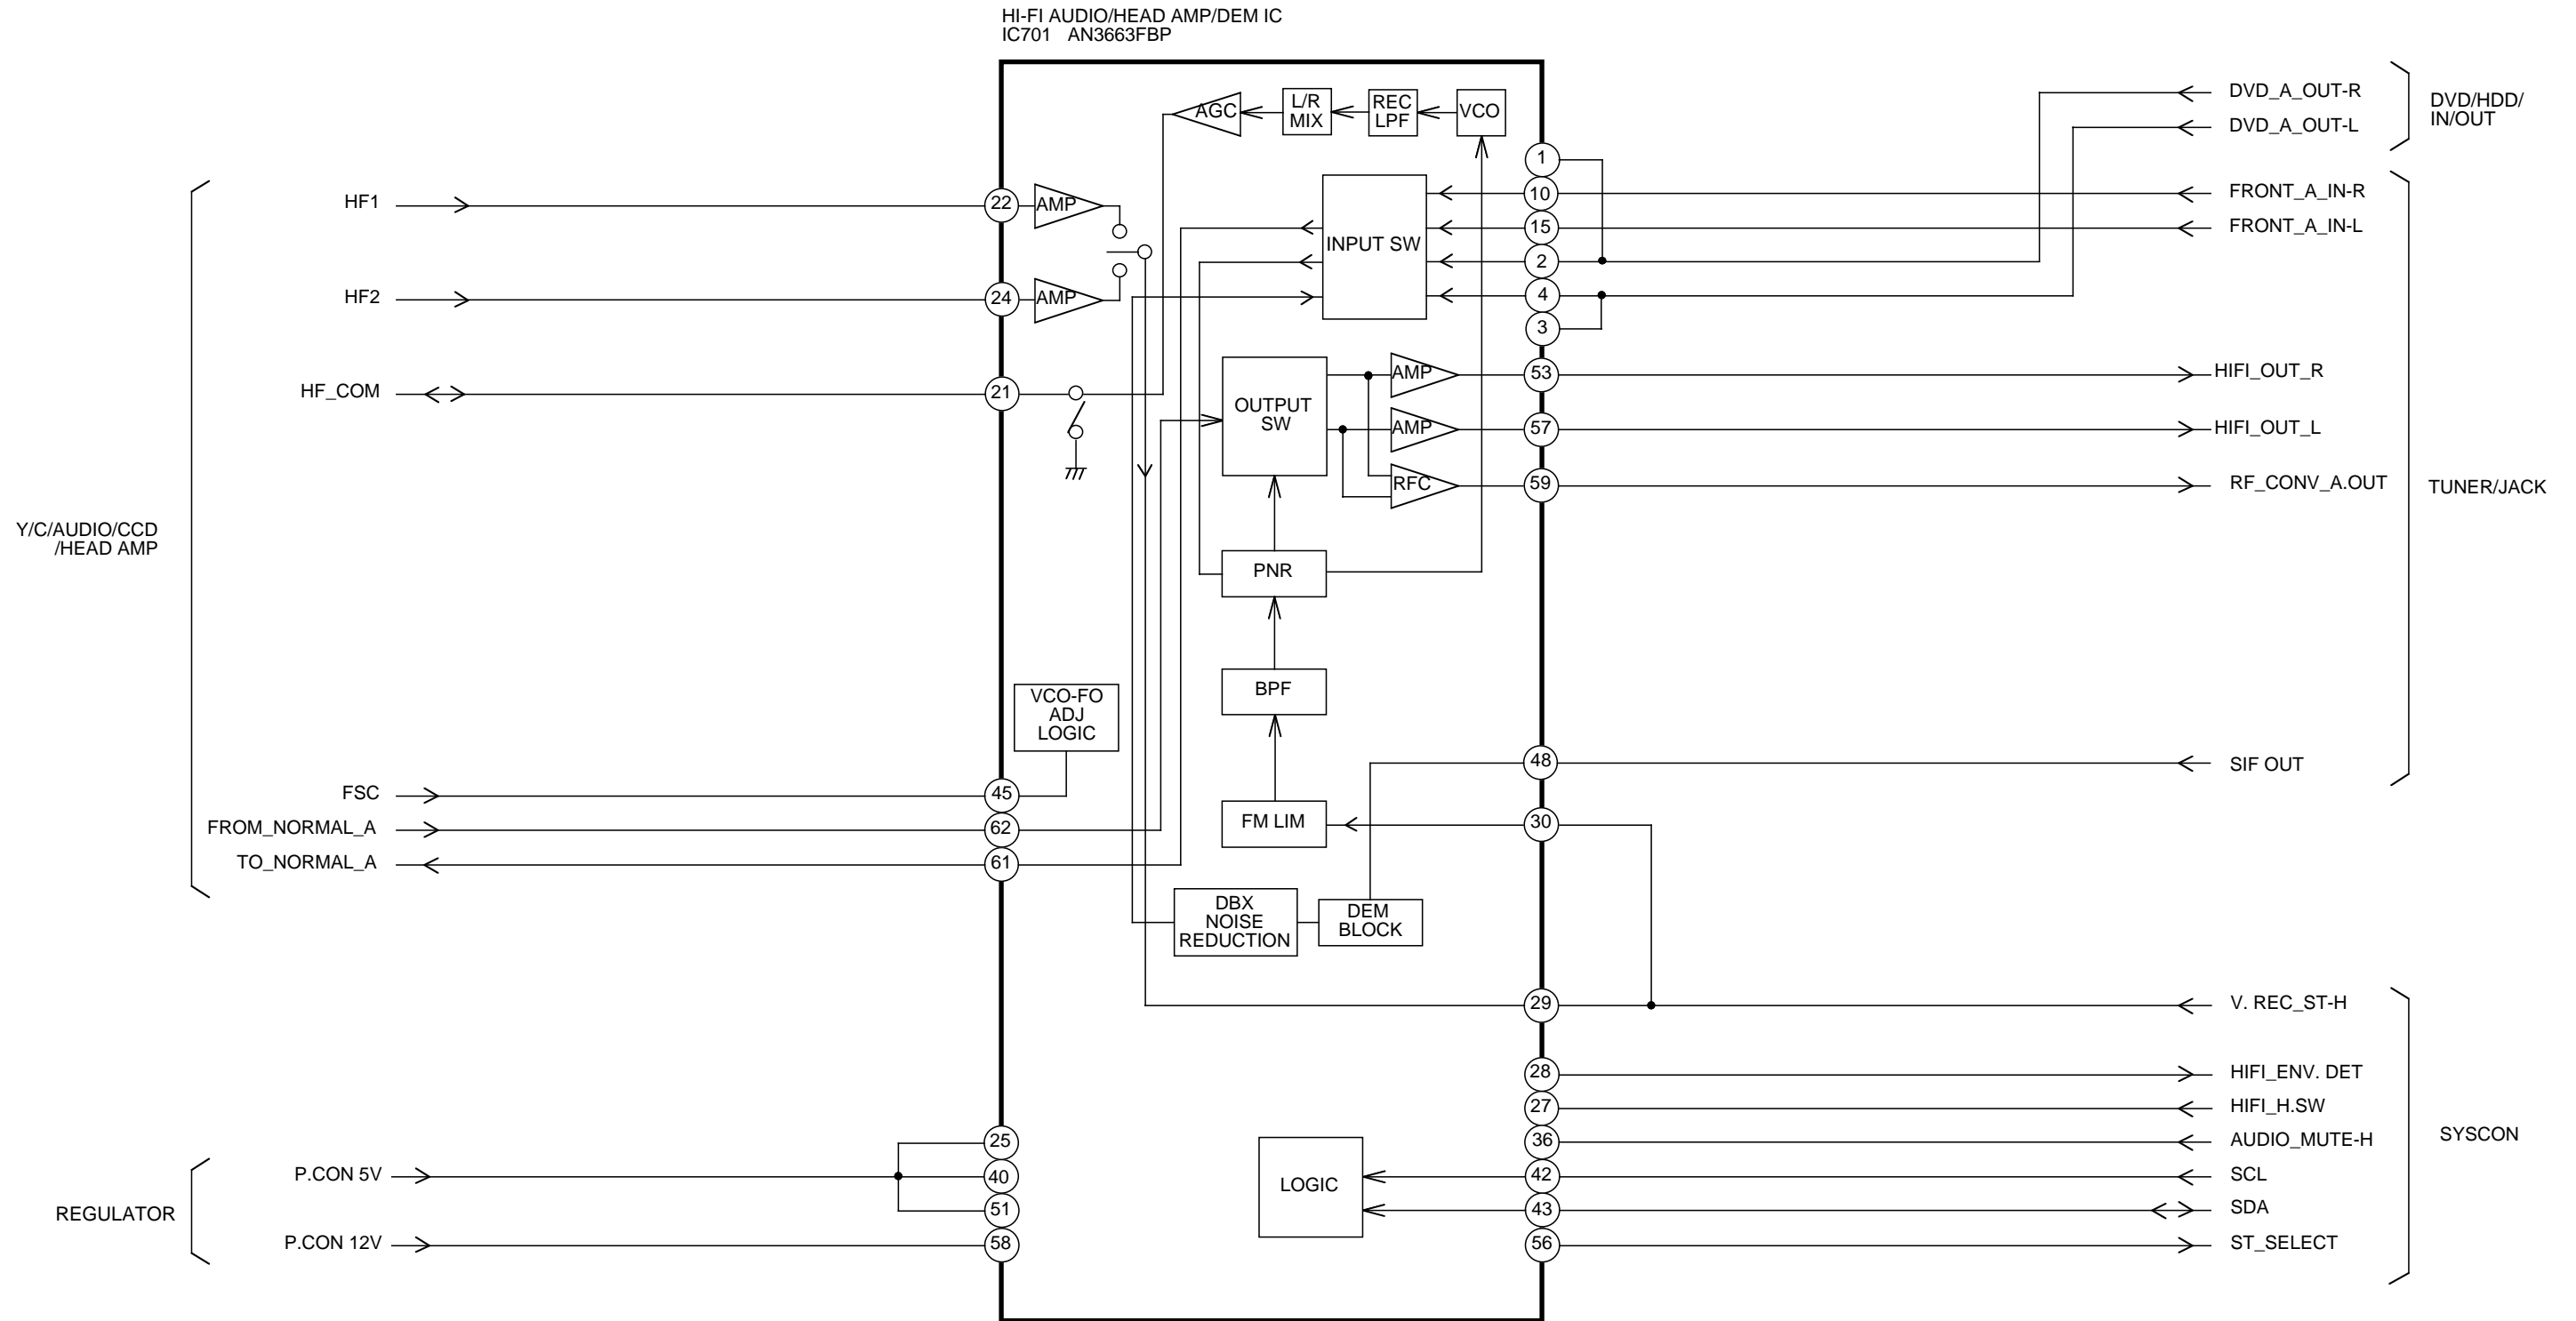 HI-FI AUDIO/HEAD AMP/DEM IC
IC701 AN3663FBP
Y/C/AUDIO/CCD
/HEAD AMP
HF1
HF2
HF_COM
FSC
FROM_NORMAL_A
TO_NORMAL_A
REGULATOR
P.CON 5V
P.CON 12V
22
24
21
45
62
61
25
40
51
58
AMP
AMP
AGC
L/R
MIX
REC
LPF
VCO
INPUT SW
OUTPUT
SW
AMP
AMP
RFC
PNR
BPF
FM LIM
VCO-FO
ADJ
LOGIC
DBX
NOISE
REDUCTION
DEM
BLOCK
LOGIC
1
10
15
2
4
3
53
57
59
48
30
29
28
27
36
42
43
56
DVD_A_OUT-R
DVD_A_OUT-L
DVD/HDD/
IN/OUT
FRONT_A_IN-R
FRONT_A_IN-L
HIFI_OUT_R
HIFI_OUT_L
RF_CONV_A.OUT
SIF OUT
TUNER/JACK
V. REC_ST-H
HIFI_ENV. DET
HIFI_H.SW
AUDIO_MUTE-H
SCL
SDA
ST_SELECT
SYSCON